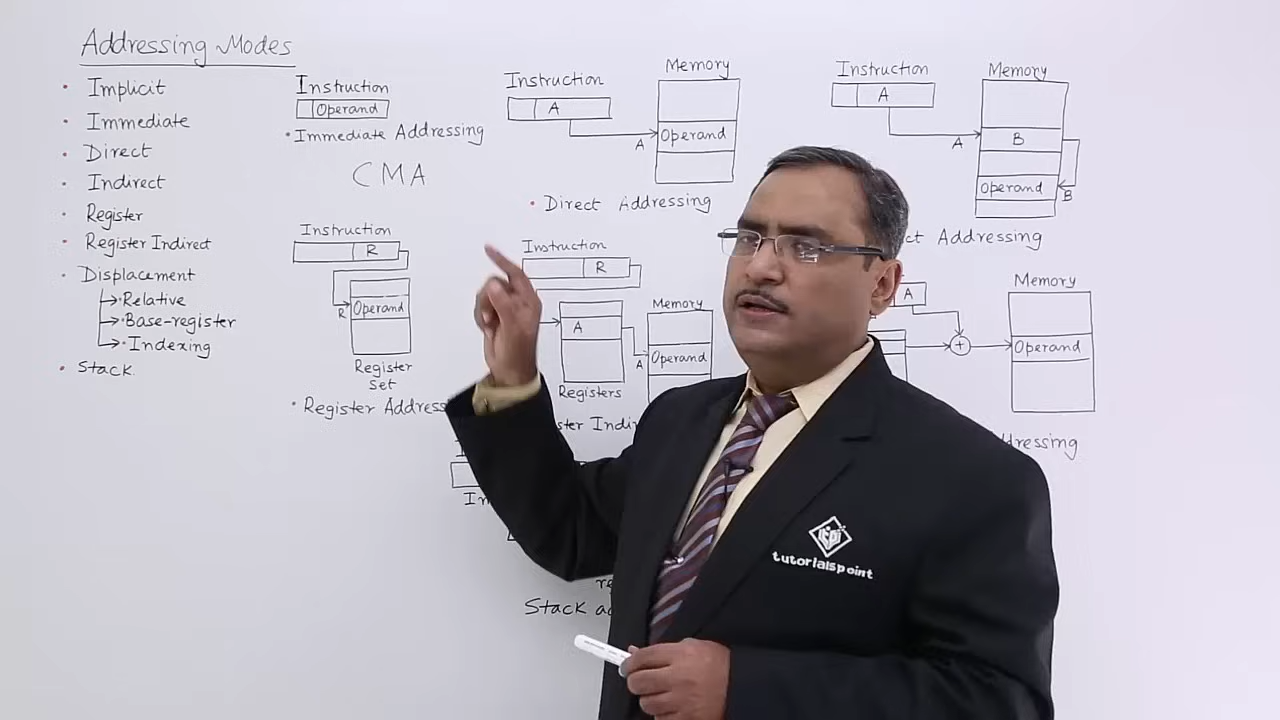 Addressing Modes
• Implicit
• Immediate
• Direct
• Indirect
• Register
• Register Indirect
• Displacement
→• Relative
→• Base-register
→• Indexing
• Stack.
Instruction
Operand
• Immediate Addressing
CMA
Instruction
A
Memory
A
Operand
• Direct Addressing
Instruction
A
Memory
A
B
Operand
B
Addressing
Instruction
R
R
Operand
Register
Set
• Register
Instruction
R
A
Registers
Memory
A
Operand
A
+
Memory
Operand
Stack
tutorialspoint